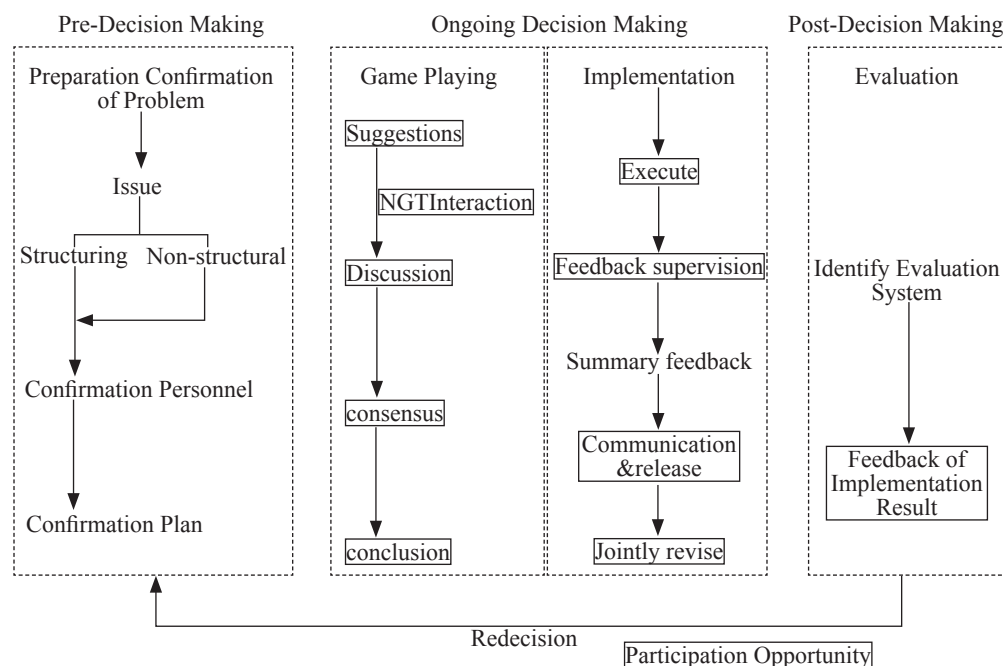 Pre-Decision Making
Ongoing Decision Making
Post-Decision Making
Preparation Confirmation
of Problem
Issue
Structuring
Non-structural
Confirmation Personnel
Confirmation Plan
Game Playing
Suggestions
NGTInteraction
Discussion
consensus
conclusion
Implementation
Execute
Feedback supervision
Summary feedback
Communication
&release
Jointly revise
Evaluation
Identify Evaluation
System
Feedback of
Implementation
Result
Redecision
Participation Opportunity